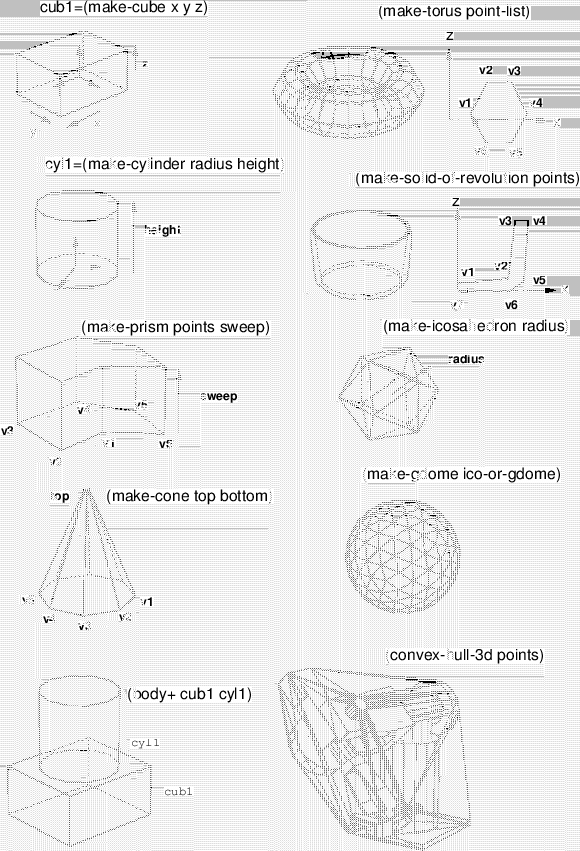 cub1=(make-cube x y z)
z
y
x
(make-torus point-list)
Z
v2 v3
v1
v4
X
v6 v5
cyl1=(make-cylinder radius height)
height
(make-solid-of-revolution points)
Z
v3 v4
v1
v2
v5
X
v6
(make-prism points sweep)
sweep
v3
v2
v1
v5
(make-icosahedron radius)
radius
top
(make-cone top bottom)
v5
v4
v3
v2
v1
(make-gdome ico-or-gdome)
(body+ cub1 cyl1)
cyl1
cub1
(convex-hull-3d points)